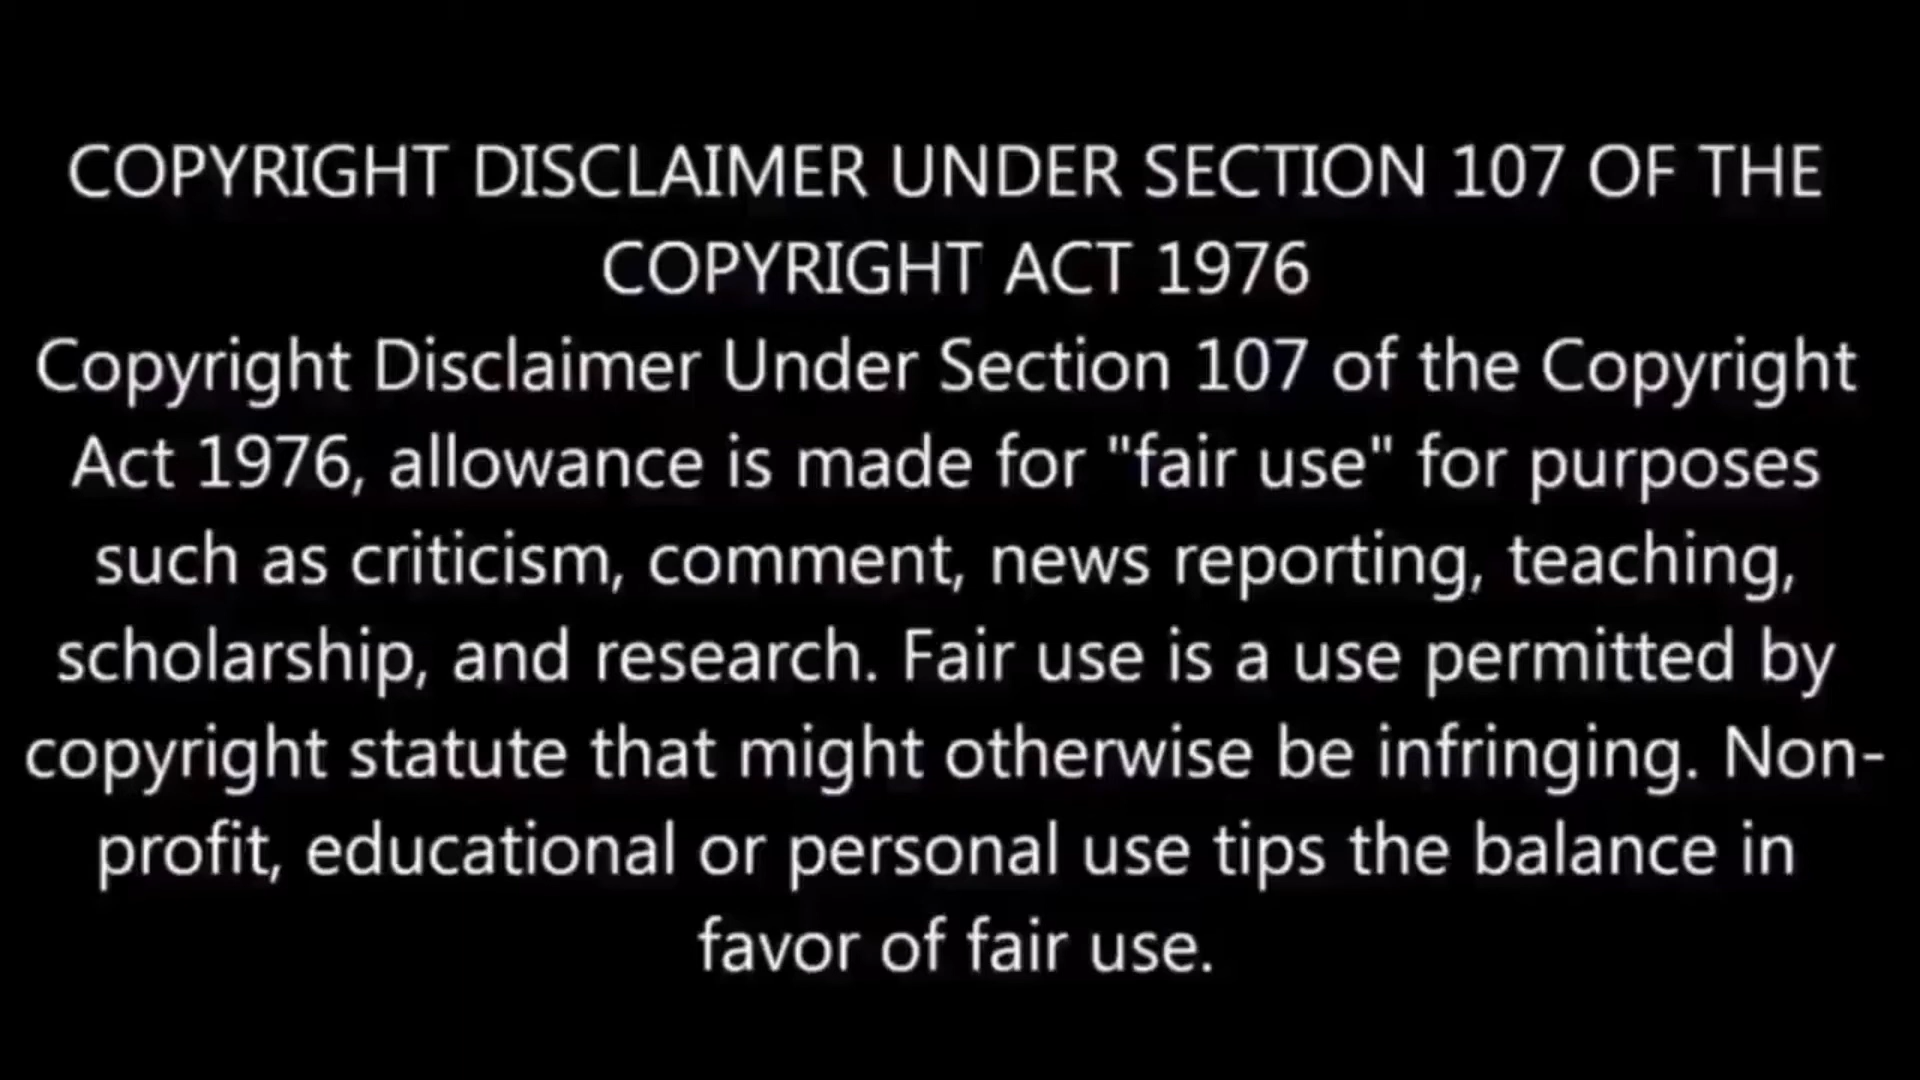 COPYRIGHT DISCLAIMER UNDER SECTION 107 OF THE
COPYRIGHT ACT 1976
Copyright Disclaimer Under Section 107 of the Copyright
Act 1976, allowance is made for "fair use" for purposes
such as criticism, comment, news reporting, teaching,
scholarship, and research. Fair use is a use permitted by
copyright statute that might otherwise be infringing. Non-
profit, educational or personal use tips the balance in
favor of fair use.